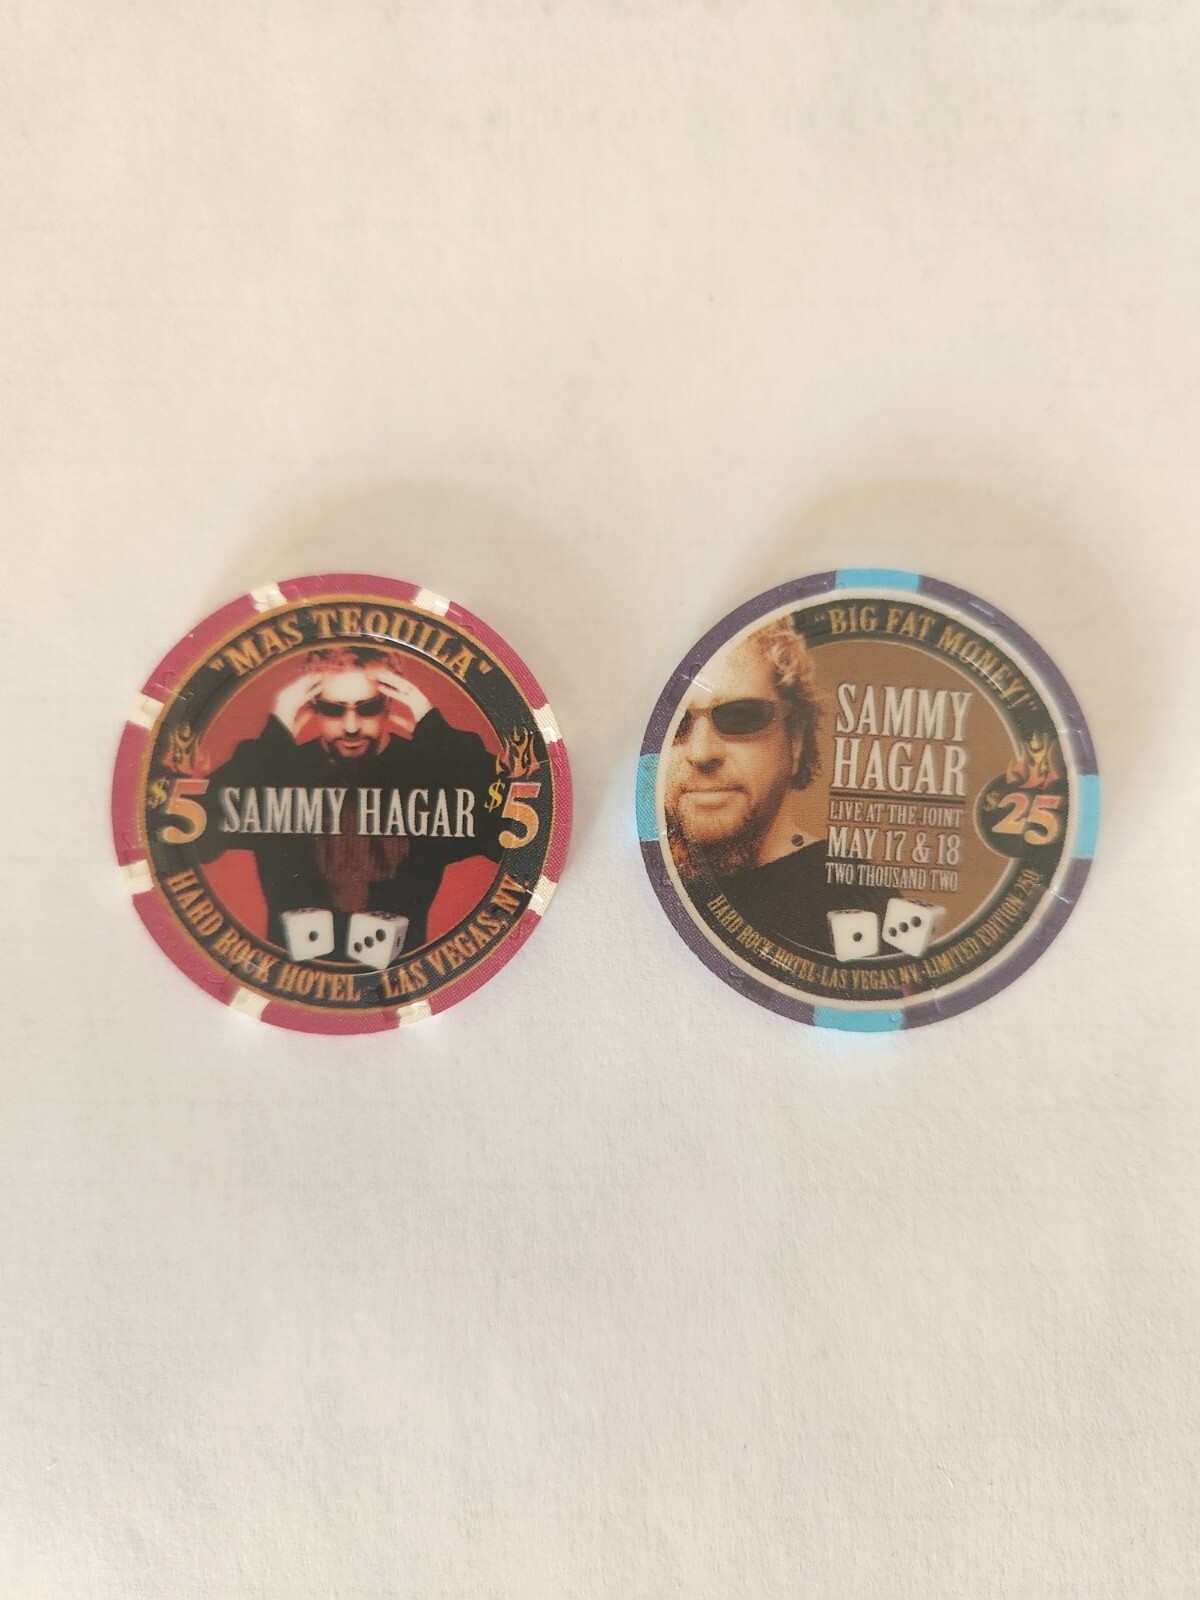 "MAS TEQUILA"
$5
SAMMY HAGAR
$5
HARD ROCK HOTEL - LAS VEGAS, NV.
"BIG FAT MONEY!"
SAMMY
HAGAR
LIVE AT THE JOINT
MAY 17 & 18
TWO THOUSAND TWO
$25
HARD ROCK HOTEL·LAS VEGAS, NV·LIMITED EDITION 250